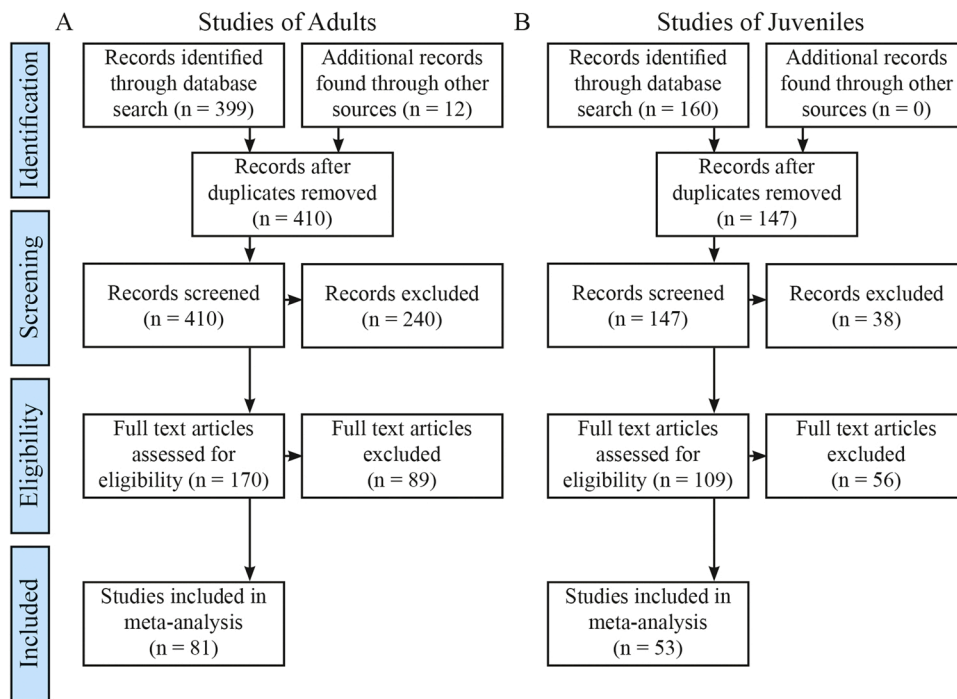 A
Studies of Adults
B
Studies of Juveniles
Identification
Records identified
through database
search (n = 399)
Additional records
found through other
sources (n = 12)
Records identified
through database
search (n = 160)
Additional records
found through other
sources (n = 0)
Records after
duplicates removed
(n = 410)
Records after
duplicates removed
(n = 147)
Screening
Records screened
(n = 410)
Records excluded
(n = 240)
Records screened
(n = 147)
Records excluded
(n = 38)
Eligibility
Full text articles
assessed for
eligibility (n = 170)
Full text articles
excluded
(n = 89)
Full text articles
assessed for
eligibility (n = 109)
Full text articles
excluded
(n = 56)
Included
Studies included in
meta-analysis
(n = 81)
Studies included in
meta-analysis
(n = 53)